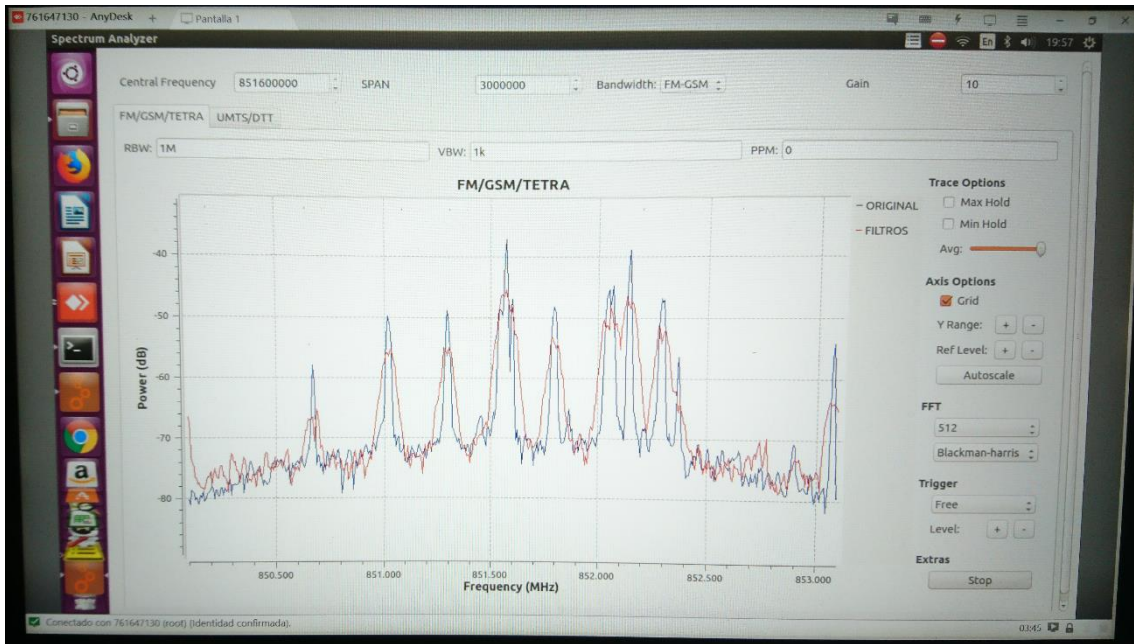 761647130 - AnyDesk + Pantalla 1
Spectrum Analyzer En 19:57
Central Frequency 851600000 SPAN 3000000 Bandwidth: FM-GSM Gain 10
FM/GSM/TETRA UMTS/DTT
RBW: 1M VBW: 1k PPM: 0
FM/GSM/TETRA
ORIGINAL
FILTROS
Power (dB)
-40
-50
-60
-70
-80
850.500 851.000 851.500 852.000 852.500 853.000
Frequency (MHz)
Trace Options
Max Hold
Min Hold
Avg:
Axis Options
Grid
Y Range: + -
Ref Level: + -
Autoscale
FFT
512
Blackman-harris
Trigger
Free
Level: + -
Extras
Stop
a
Conectado con 761647130 (root) (Identidad confirmada).
03:45